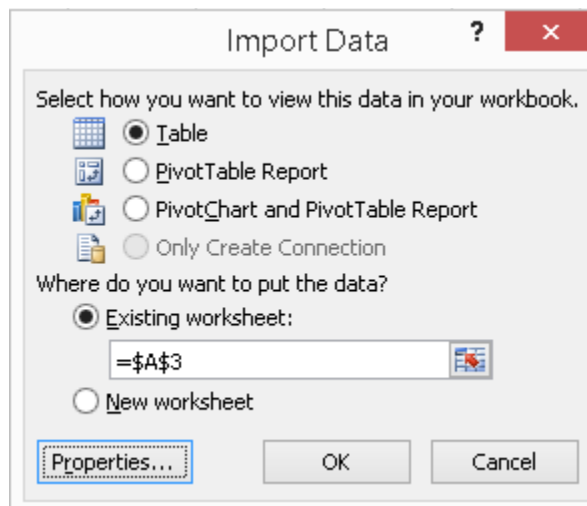 Import Data
?
×
Select how you want to view this data in your workbook.
Table
PivotTable Report
PivotChart and PivotTable Report
Only Create Connection
Where do you want to put the data?
Existing worksheet:
=$A$3
New worksheet
Properties... OK Cancel